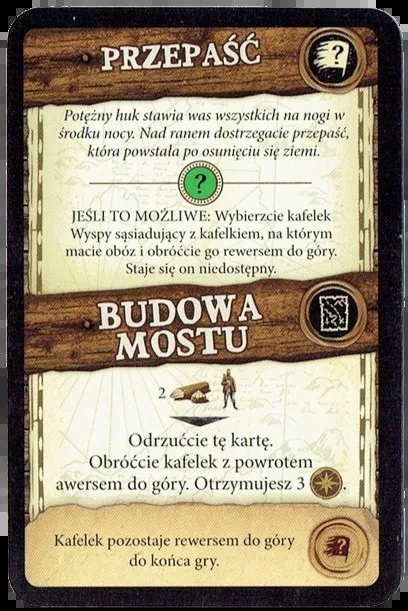 PRZEPAŚĆ
?
Potężny huk stawia was wszystkich na nogi w
środku nocy. Nad ranem dostrzegacie przepaść,
która powstała po osunięciu się ziemi.
?
JEŚLI TO MOŻLIWE: Wybierzcie kafelek
Wyspy sąsiadujący z kafelkiem, na którym
macie obóz i obróćcie go rewersem do góry.
Staje się on niedostępny.
BUDOWA
MOSTU
2
Odrzućcie tę kartę.
Obróćcie kafelek z powrotem
awersem do góry. Otrzymujesz 3 .
Kafelek pozostaje rewersem do góry
do końca gry.
?